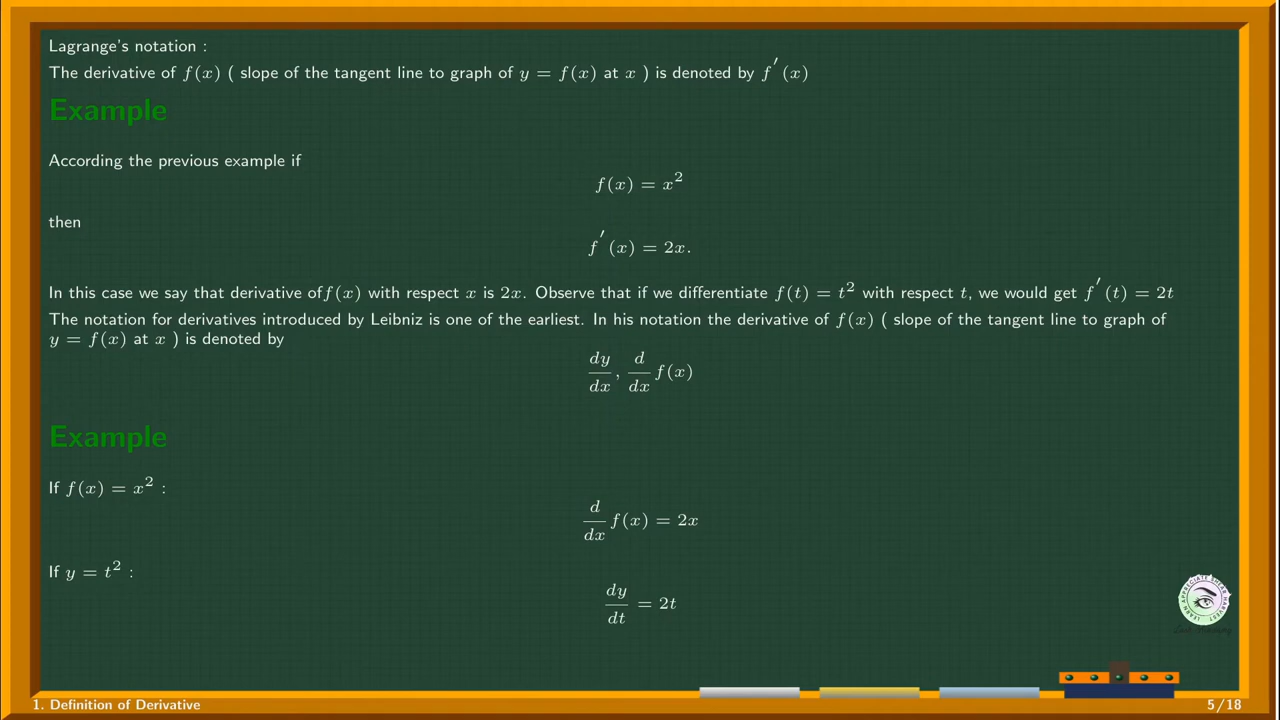 Lagrange's notation :
The derivative of f(x) ( slope of the tangent line to graph of y = f(x) at x ) is denoted by f′(x)
Example
According the previous example if
f(x) = x²
then
f′(x) = 2x.
In this case we say that derivative off(x) with respect x is 2x. Observe that if we differentiate f(t) = t² with respect t, we would get f′(t) = 2t
The notation for derivatives introduced by Leibniz is one of the earliest. In his notation the derivative of f(x) ( slope of the tangent line to graph of
y = f(x) at x ) is denoted by
dy/dx, d/dx f(x)
Example
If f(x) = x² :
d/dx f(x) = 2x
If y = t² :
dy/dt = 2t
LEARN APPRECIATE SHARE HARVEST
1. Definition of Derivative
5/18